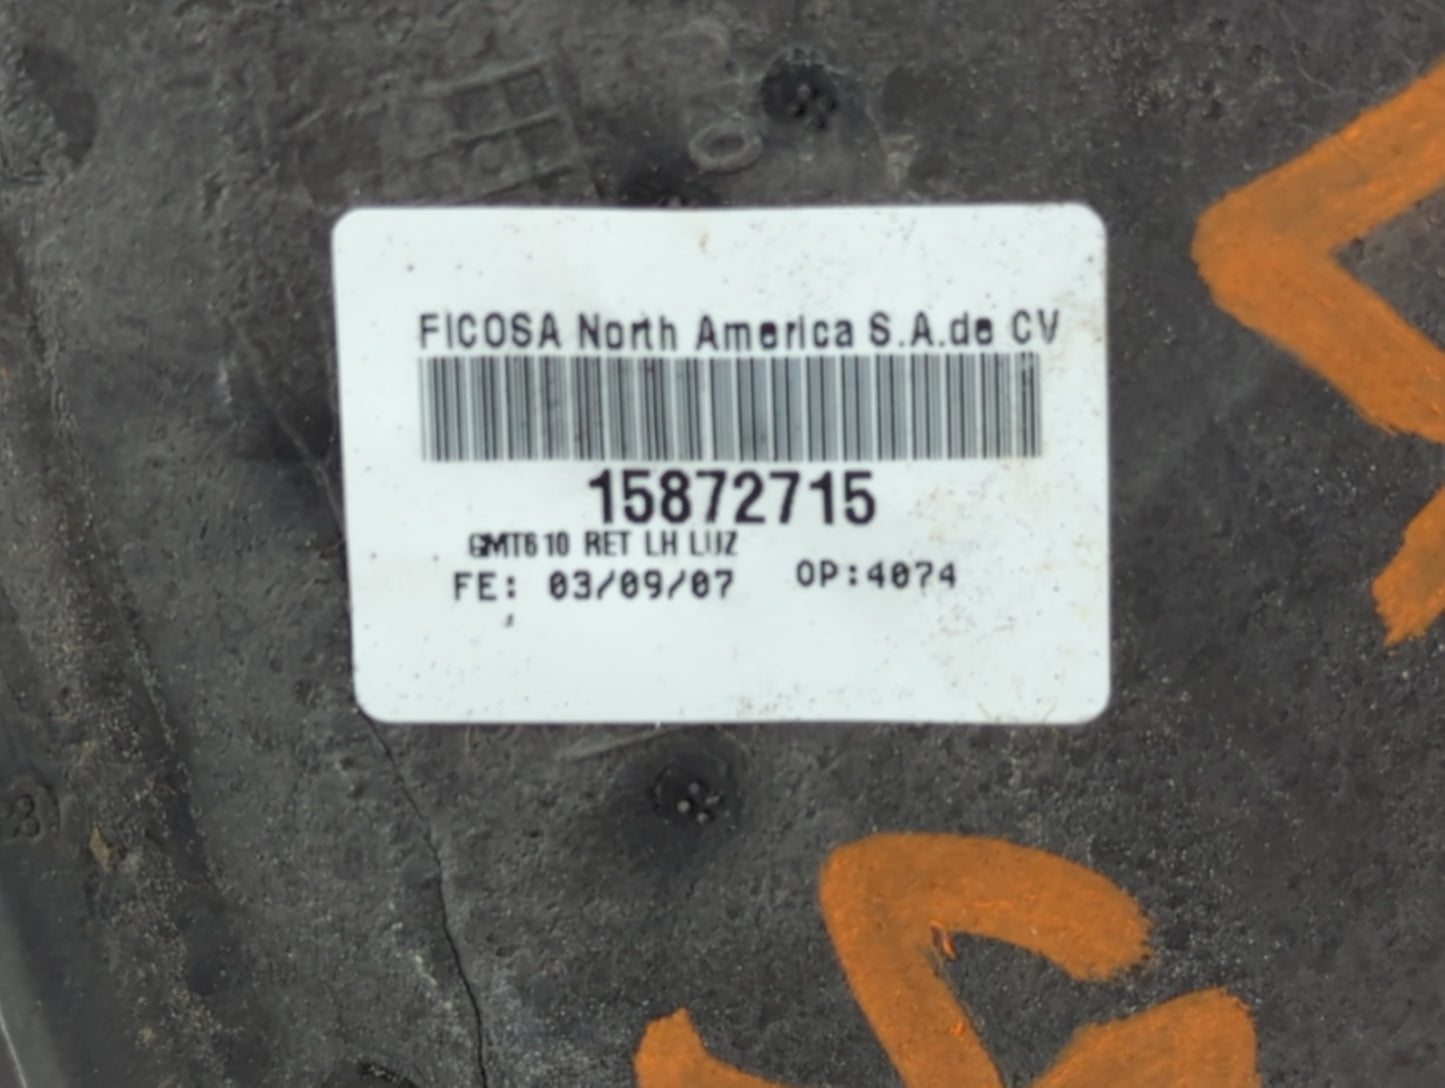 FICOSA North America S.A.de CV
15872715
GMT610 RET LH LUZ
FE: 03/09/07 OP:4074